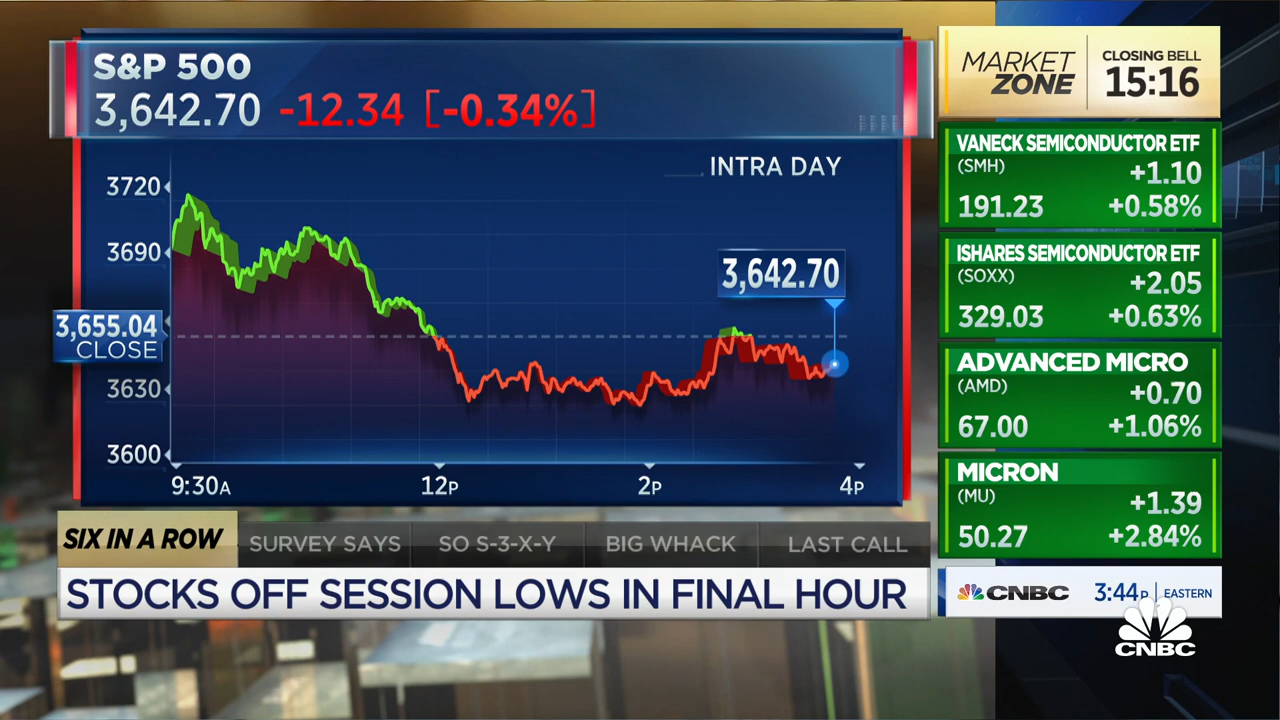 S&P 500
3,642.70 -12.34 [-0.34%]
INTRA DAY
3720
3690
3,655.04
CLOSE
3630
3600
3,642.70
9:30A 12P 2P 4P
MARKET
ZONE
CLOSING BELL
15:16
VANECK SEMICONDUCTOR ETF
(SMH) +1.10
191.23 +0.58%
ISHARES SEMICONDUCTOR ETF
(SOXX) +2.05
329.03 +0.63%
ADVANCED MICRO
(AMD) +0.70
67.00 +1.06%
MICRON
(MU) +1.39
50.27 +2.84%
SIX IN A ROW SURVEY SAYS SO S-3-X-Y BIG WHACK LAST CALL
STOCKS OFF SESSION LOWS IN FINAL HOUR
CNBC 3:44P EASTERN
CNBC